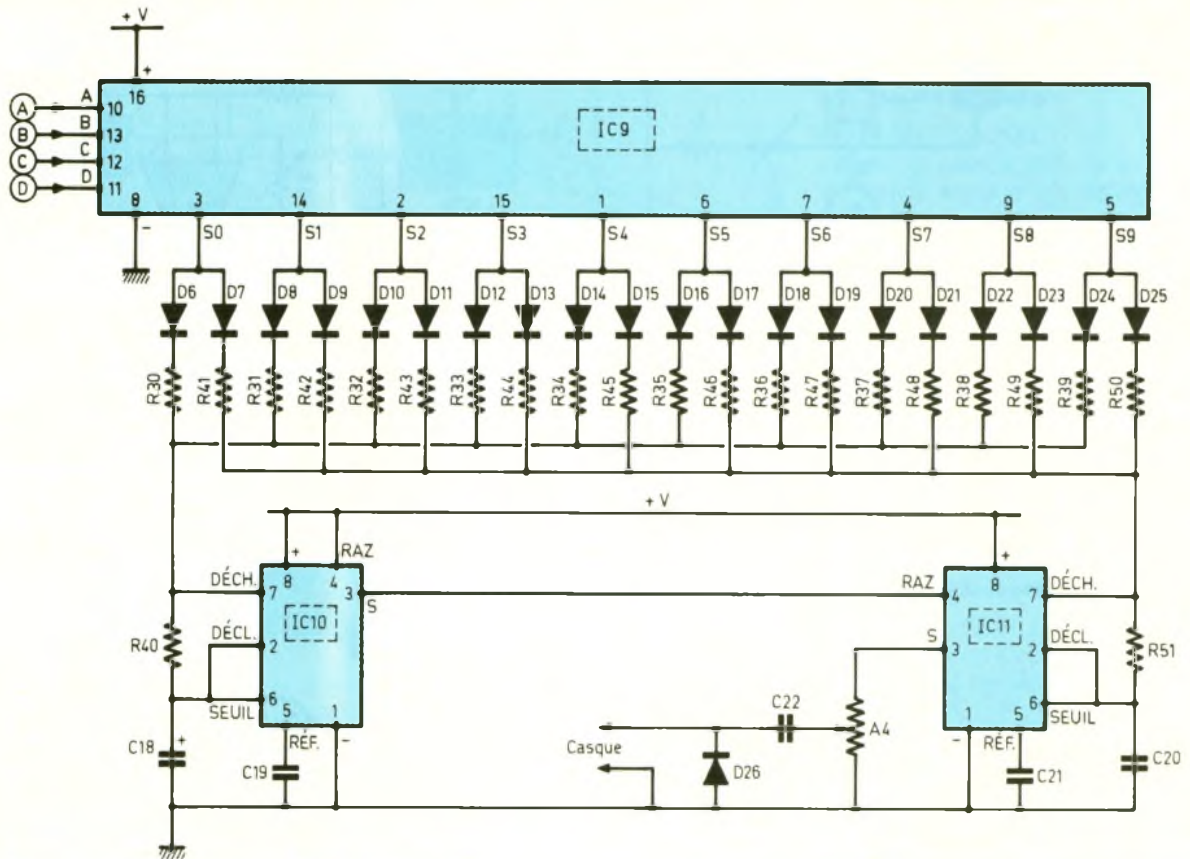 + V
+
16
A A 10
B B 13
C C 12
D D 11
IC9
8 3 14 2 15 1 6 7 4 9 5
- S0 S1 S2 S3 S4 S5 S6 S7 S8 S9
D6 D7 D8 D9 D10 D11 D12 D13 D14 D15 D16 D17 D18 D19 D20 D21 D22 D23 D24 D25
R30 R41 R31 R42 R32 R43 R33 R44 R34 R45 R35 R46 R36 R47 R37 R48 R38 R49 R39 R50
+ V
+ RAZ +
DÉCH. 7 8 4 3 S RAZ 4 8 7 DÉCH.
IC10 IC11
R40 DÉCL. 2 S 3 2 DÉCL. R51
6 6
SEUIL 5 1 C22 A4 1 5 SEUIL
C18 + RÉF. - Casque - RÉF. C20
C19 D26 C21